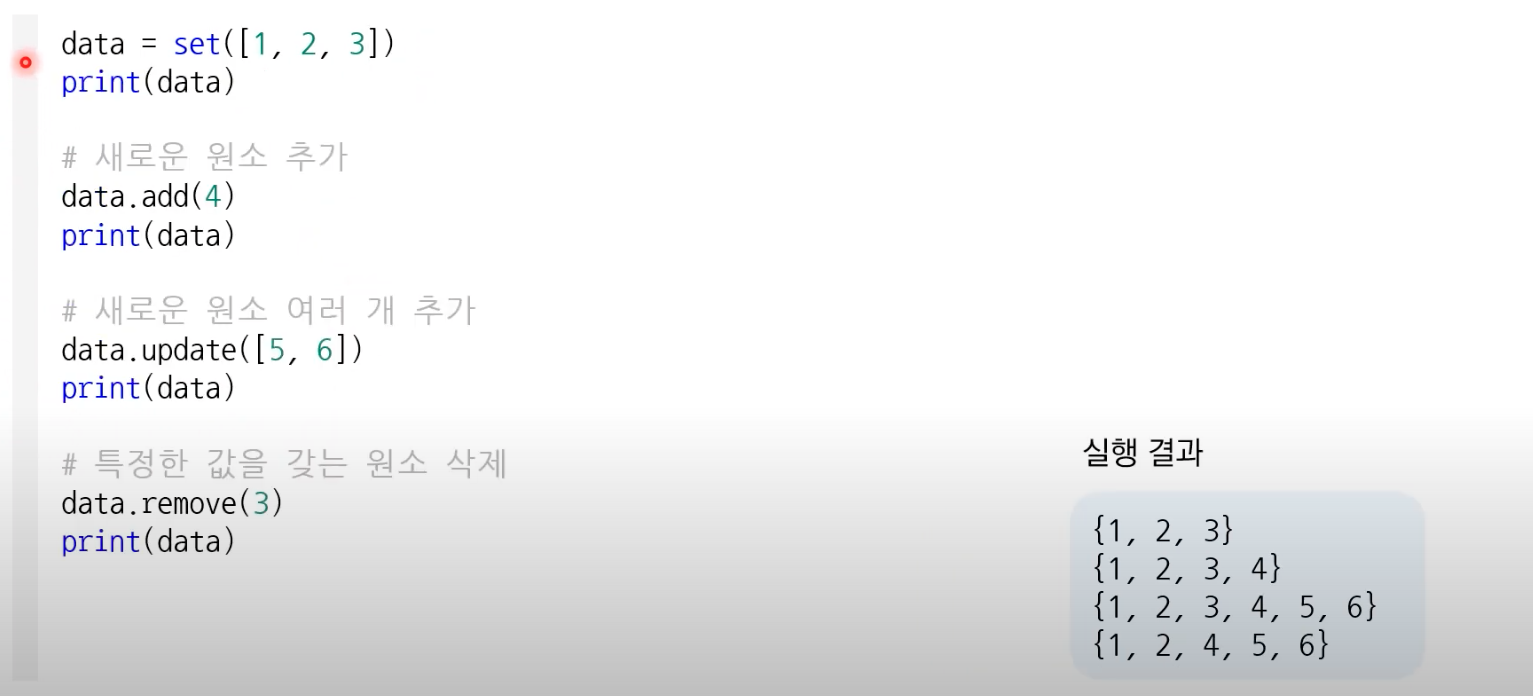 data = set([1, 2, 3])
print(data)
# 새로운 원소 추가
data.add(4)
print(data)
# 새로운 원소 여러 개 추가
data.update([5, 6])
print(data)
# 특정한 값을 갖는 원소 삭제
data.remove(3)
print(data)
실행 결과
{1, 2, 3}
{1, 2, 3, 4}
{1, 2, 3, 4, 5, 6}
{1, 2, 4, 5, 6}